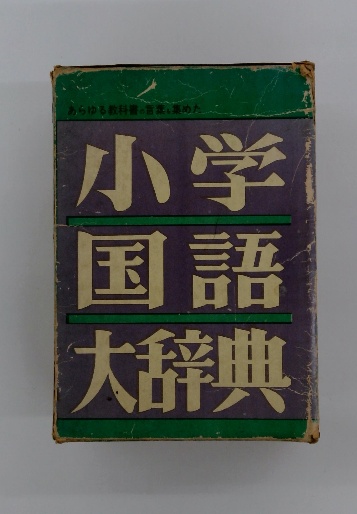 あらゆる教科書の言葉を集めた
小学
国語
大辞典